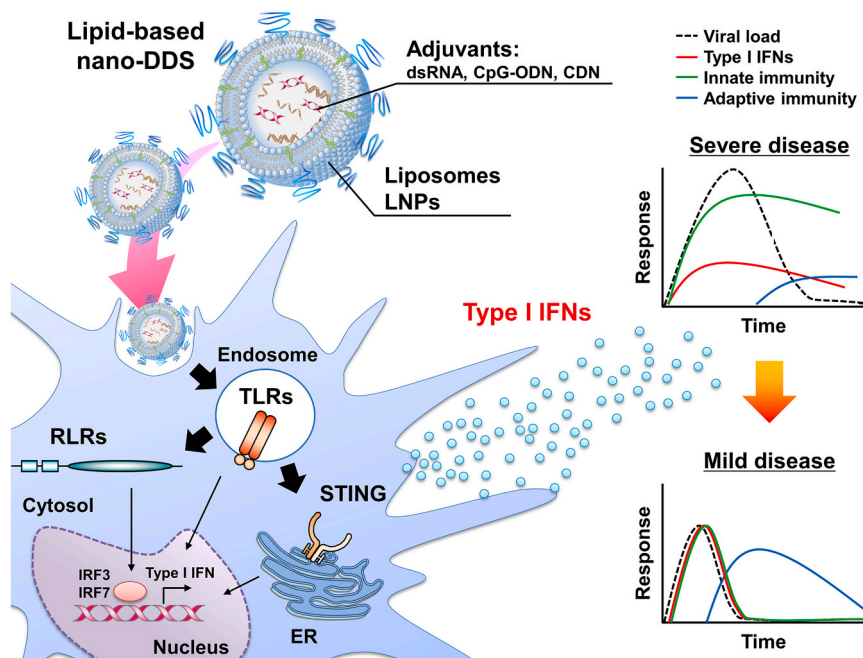 Lipid-based
nano-DDS
Adjuvants:
dsRNA, CpG-ODN, CDN
Liposomes
LNPs
Viral load
Type I IFNs
Innate immunity
Adaptive immunity
Severe disease
Response
Time
Type I IFNs
Endosome
TLRs
RLRs
STING
Cytosol
IRF3
IRF7
Type I IFN
ER
Nucleus
Mild disease
Response
Time